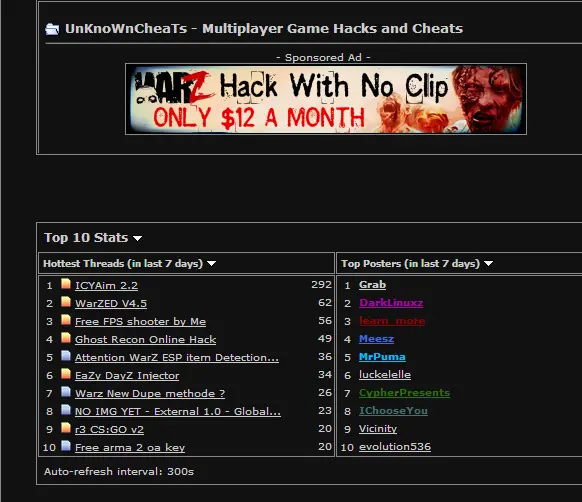 UnKnoWnCheaTs - Multiplayer Game Hacks and Cheats
- Sponsored Ad -
WARZ Hack With No Clip
ONLY $12 A MONTH
Top 10 Stats
Hottest Threads (in last 7 days) Top Posters (in last 7 days)
1 ICYAim 2.2 292 1 Grab
2 WarZED V4.5 62 2 DarkLinuxz
3 Free FPS shooter by Me 56 3 learn_more
4 Ghost Recon Online Hack 49 4 Meesz
5 Attention WarZ ESP item Detection... 36 5 MrPuma
6 EaZy DayZ Injector 34 6 luckelelle
7 Warz New Dupe methode ? 26 7 CypherPresents
8 NO IMG YET - External 1.0 - Global... 23 8 IChooseYou
9 r3 CS:GO v2 20 9 Vicinity
10 Free arma 2 oa key 20 10 evolution536
Auto-refresh interval: 300s